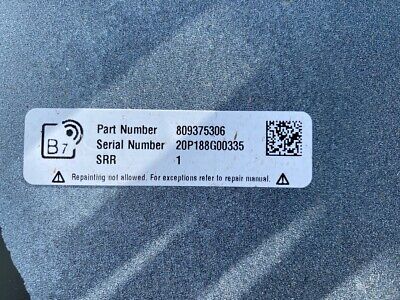 B7
Part Number 809375306
Serial Number 20P188G00335
SRR 1
Repainting not allowed. For exceptions refer to repair manual.